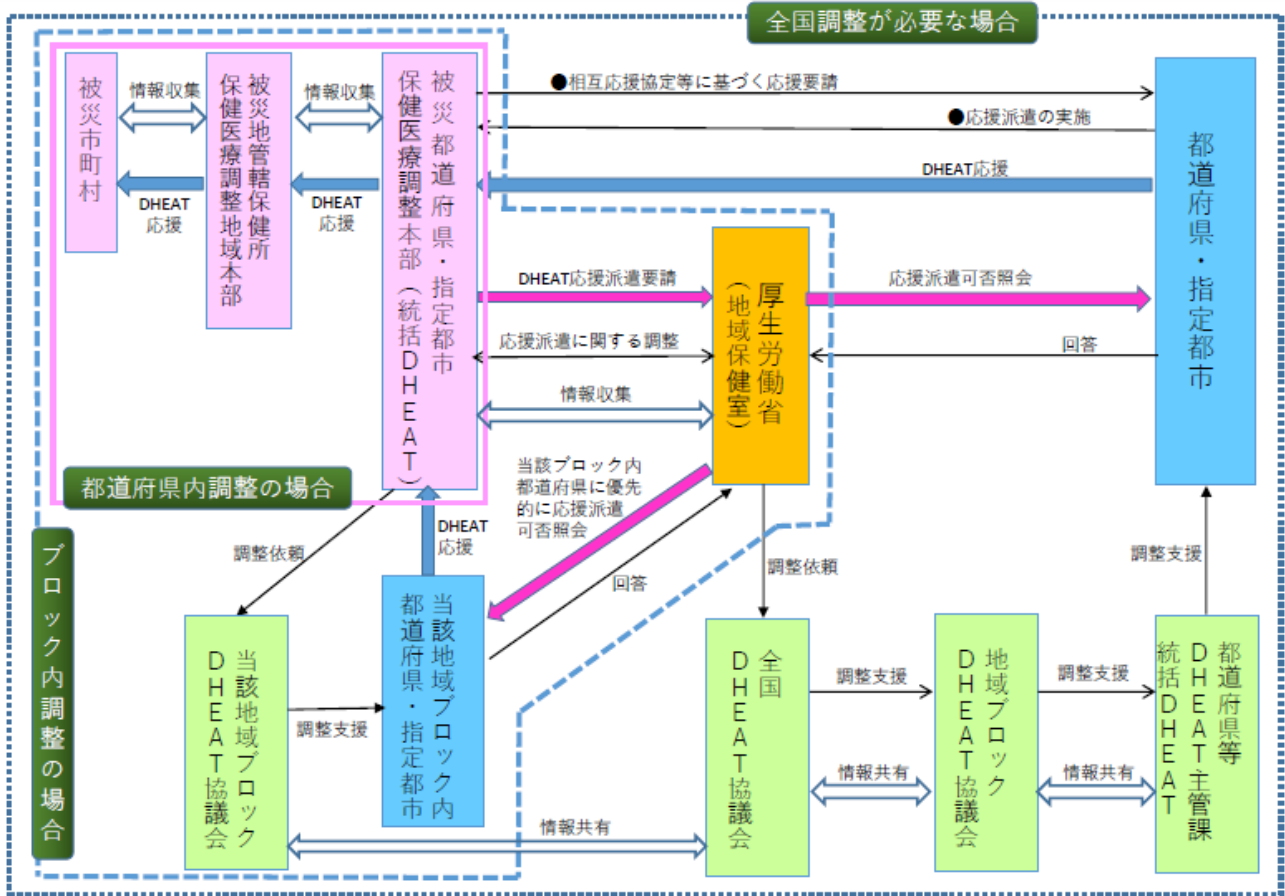 全国調整が必要な場合
被災市町村
情報収集
被災地管轄保健所
保健医療調整地域本部
情報収集
被災都道府県・指定都市
保健医療調整本部(統括DHEAT)
●相互応援協定等に基づく応援要請
●応援派遣の実施
DHEAT応援
都道府県・指定都市
DHEAT
応援
DHEAT
応援
DHEAT応援派遣要請
応援派遣に関する調整
情報収集
厚生労働省
(地域保健室)
応援派遣可否照会
回答
都道府県内調整の場合
当該ブロック内
都道府県に優先
的に応援派遣
可否照会
DHEAT
応援
ブロック内調整の場合
調整依頼
回答
調整依頼
調整支援
当該地域ブロック
DHEAT協議会
調整支援
当該地域ブロック内
都道府県・指定都市
全国
DHEAT協議会
調整支援
情報共有
地域ブロック
DHEAT協議会
調整支援
情報共有
都道府県等
DHEAT主管課
統括DHEAT
情報共有